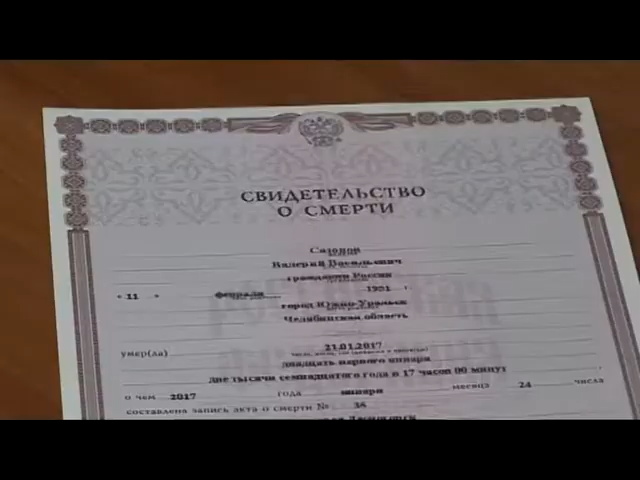 СВИДЕТЕЛЬСТВО
О СМЕРТИ
Сазонов
Валерий Васильевич
гражданин России
« 11 » февраля 1951 г.
город Южно-Уральск
Челябинская область
умер(ла) 21.01.2017
двадцать первого января
две тысячи семнадцатого года в 17 часов 00 минут
о чем 2017 года января месяца 24 числа
составлена запись акта о смерти № 38